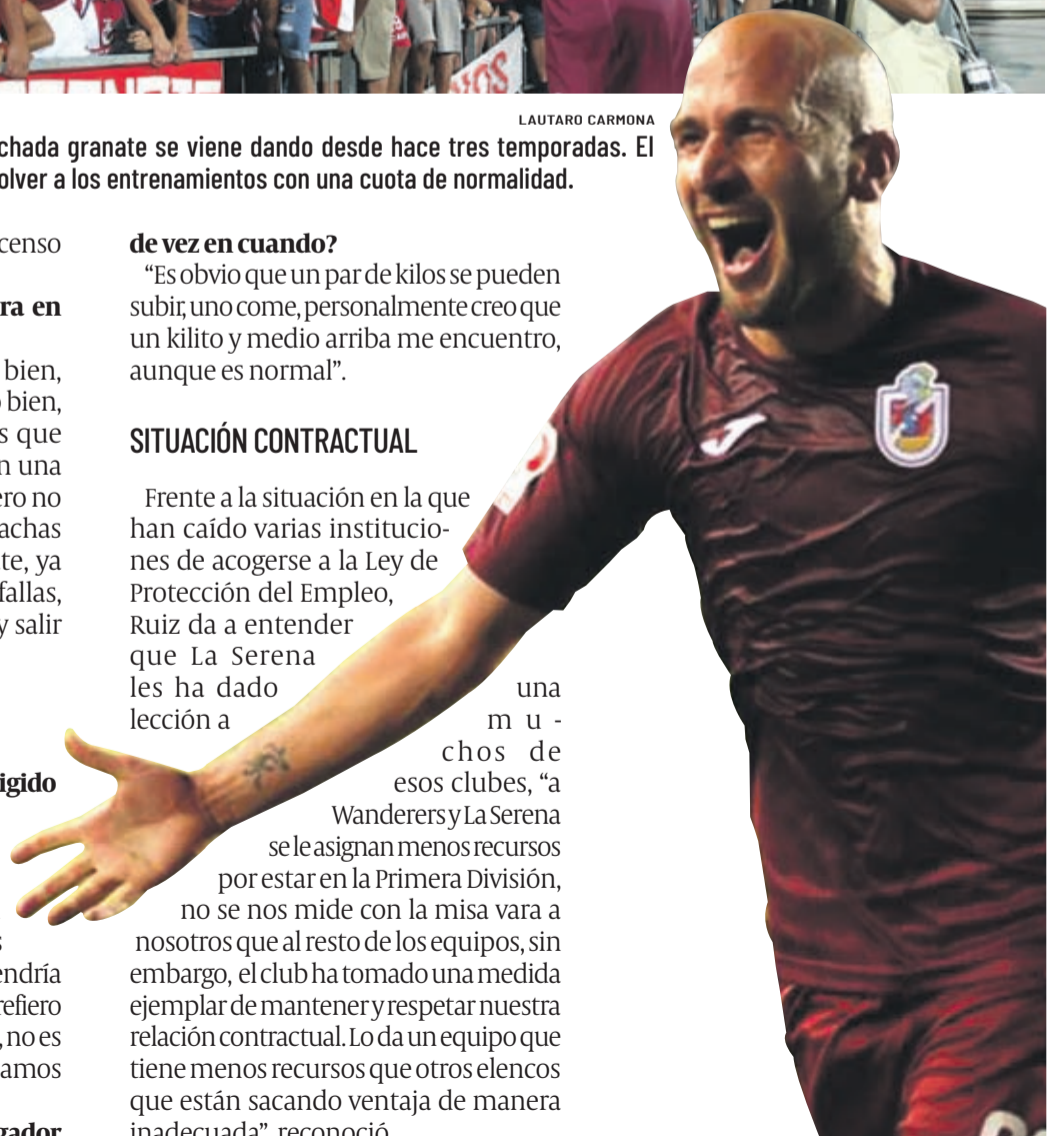 LAUTARO CARMONA
chada granate se viene dando desde hace tres temporadas. El
olver a los entrenamientos con una cuota de normalidad.
censo
ra en
bien,
bien,
s que
n una
ero no
achas
te, ya
fallas,
y salir
igido
s
endría
refiero
, no es
amos
gador
de vez en cuando?
“Es obvio que un par de kilos se pueden
subir, uno come, personalmente creo que
un kilito y medio arriba me encuentro,
aunque es normal”.
SITUACIÓN CONTRACTUAL
Frente a la situación en la que
han caído varias institucio-
nes de acogerse a la Ley de
Protección del Empleo,
Ruiz da a entender
que La Serena
les ha dado una
lección a mu-
chos de
esos clubes, “a
Wanderers y La Serena
se le asignan menos recursos
por estar en la Primera División,
no se nos mide con la misa vara a
nosotros que al resto de los equipos, sin
embargo, el club ha tomado una medida
ejemplar de mantener y respetar nuestra
relación contractual. Lo da un equipo que
tiene menos recursos que otros elencos
que están sacando ventaja de manera
inadecuada”, reconoció